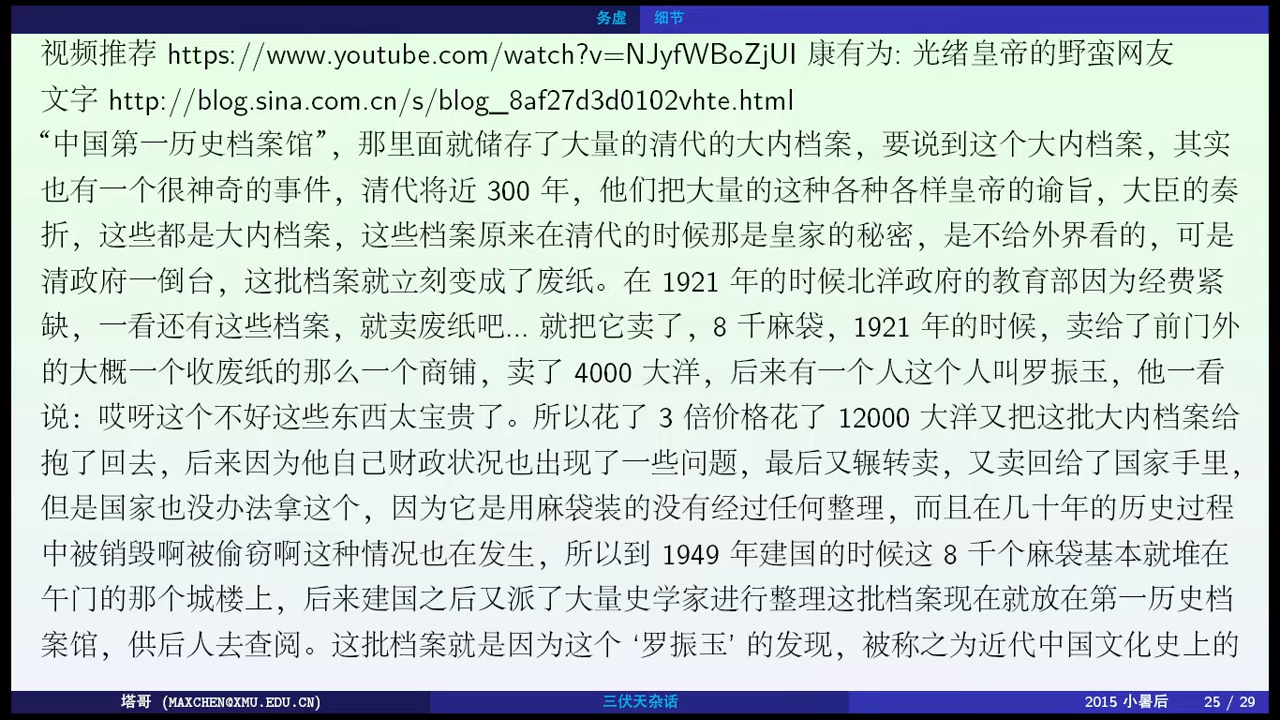 务虚 细节
视频推荐 https://www.youtube.com/watch?v=NJyfWBoZjUI 康有为: 光绪皇帝的野蛮网友
文字 http://blog.sina.com.cn/s/blog_8af27d3d0102vhte.html
“中国第一历史档案馆”，那里面就储存了大量的清代的大内档案，要说到这个大内档案，其实
也有一个很神奇的事件，清代将近 300 年，他们把大量的这种各种各样皇帝的谕旨，大臣的奏
折，这些都是大内档案，这些档案原来在清代的时候那是皇家的秘密，是不给外界看的，可是
清政府一倒台，这批档案就立刻变成了废纸。在 1921 年的时候北洋政府的教育部因为经费紧
缺，一看还有这些档案，就卖废纸吧... 就把它卖了，8 千麻袋，1921 年的时候，卖给了前门外
的大概一个收废纸的那么一个商铺，卖了 4000 大洋，后来有一个人这个人叫罗振玉，他一看
说：哎呀这个不好这些东西太宝贵了。所以花了 3 倍价格花了 12000 大洋又把这批大内档案给
抱了回去，后来因为他自己财政状况也出现了一些问题，最后又辗转卖，又卖回给了国家手里，
但是国家也没办法拿这个，因为它是用麻袋装的没有经过任何整理，而且在几十年的历史过程
中被销毁啊被偷窃啊这种情况也在发生，所以到 1949 年建国的时候这 8 千个麻袋基本就堆在
午门的那个城楼上，后来建国之后又派了大量史学家进行整理这批档案现在就放在第一历史档
案馆，供后人去查阅。这批档案就是因为这个 ‘罗振玉’ 的发现，被称之为近代中国文化史上的
塔哥 (MAXCHEN@XMU.EDU.CN) 三伏天杂话 2015 小暑后 25 / 29